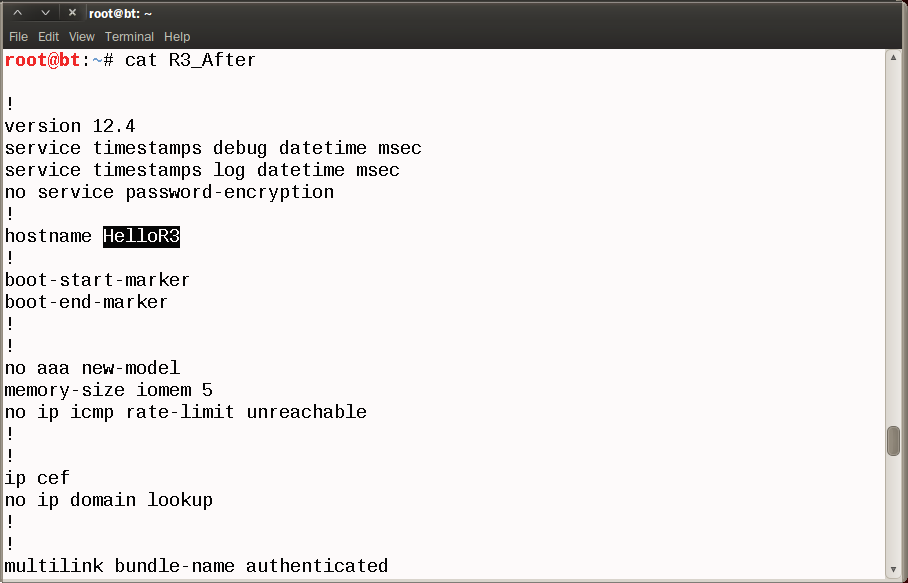 root@bt: ~
File Edit View Terminal Help
root@bt:~# cat R3_After
!
version 12.4
service timestamps debug datetime msec
service timestamps log datetime msec
no service password-encryption
!
hostname HelloR3
!
boot-start-marker
boot-end-marker
!
!
no aaa new-model
memory-size iomem 5
no ip icmp rate-limit unreachable
!
!
ip cef
no ip domain lookup
!
!
multilink bundle-name authenticated